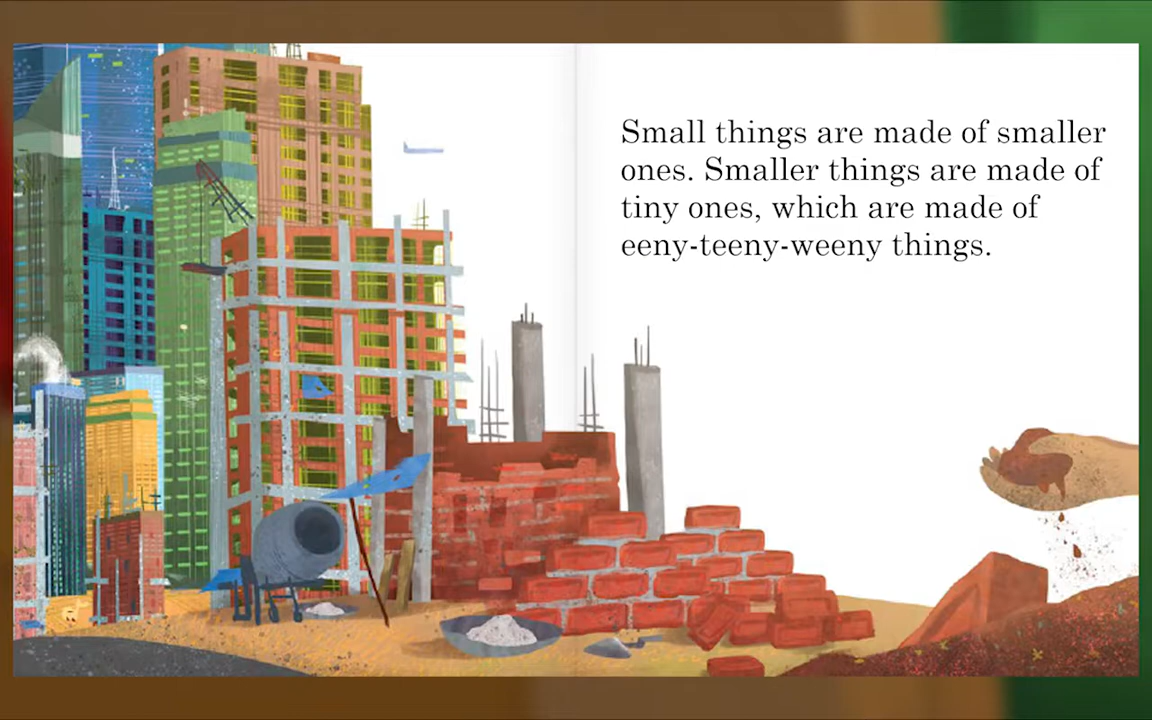 Small things are made of smaller
ones. Smaller things are made of
tiny ones, which are made of
eeny-teeny-weeny things.